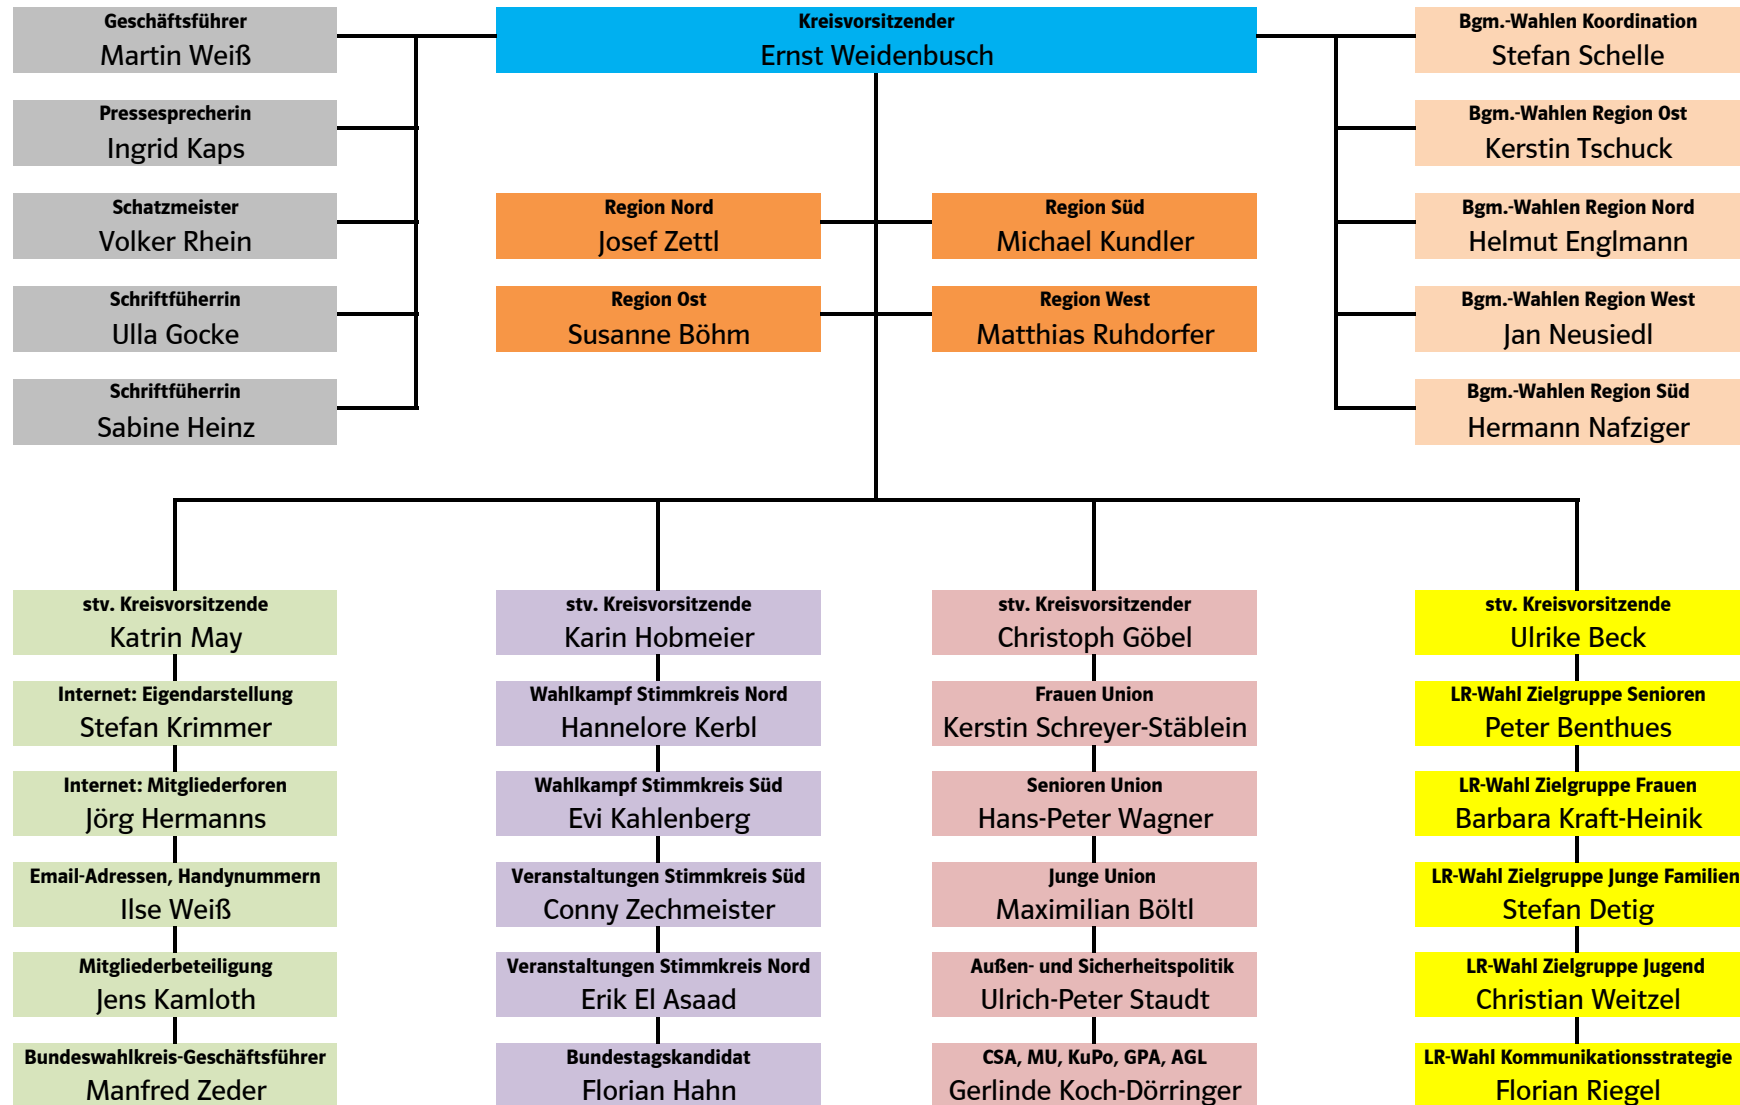 Geschäftsführer
Martin Weiß
Kreisvorsitzender
Ernst Weidenbusch
Bgm.-Wahlen Koordination
Stefan Schelle
Pressesprecherin
Ingrid Kaps
Bgm.-Wahlen Region Ost
Kerstin Tschuck
Schatzmeister
Volker Rhein
Region Nord
Josef Zettl
Region Süd
Michael Kundler
Bgm.-Wahlen Region Nord
Helmut Englmann
Schriftfüherrin
Ulla Gocke
Region Ost
Susanne Böhm
Region West
Matthias Ruhdorfer
Bgm.-Wahlen Region West
Jan Neusiedl
Schriftfüherrin
Sabine Heinz
Bgm.-Wahlen Region Süd
Hermann Nafziger
stv. Kreisvorsitzende
Katrin May
Internet: Eigendarstellung
Stefan Krimmer
Internet: Mitgliederforen
Jörg Hermanns
Email-Adressen, Handynummern
Ilse Weiß
Mitgliederbeteiligung
Jens Kamloth
Bundeswahlkreis-Geschäftsführer
Manfred Zeder
stv. Kreisvorsitzende
Karin Hobmeier
Wahlkampf Stimmkreis Nord
Hannelore Kerbl
Wahlkampf Stimmkreis Süd
Evi Kahlenberg
Veranstaltungen Stimmkreis Süd
Conny Zechmeister
Veranstaltungen Stimmkreis Nord
Erik El Asaad
Bundestagskandidat
Florian Hahn
stv. Kreisvorsitzender
Christoph Göbel
Frauen Union
Kerstin Schreyer-Stäblein
Senioren Union
Hans-Peter Wagner
Junge Union
Maximilian Böltl
Außen- und Sicherheitspolitik
Ulrich-Peter Staudt
CSA, MU, KuPo, GPA, AGL
Gerlinde Koch-Dörringer
stv. Kreisvorsitzende
Ulrike Beck
LR-Wahl Zielgruppe Senioren
Peter Benthues
LR-Wahl Zielgruppe Frauen
Barbara Kraft-Heinik
LR-Wahl Zielgruppe Junge Familien
Stefan Detig
LR-Wahl Zielgruppe Jugend
Christian Weitzel
LR-Wahl Kommunikationsstrategie
Florian Riegel